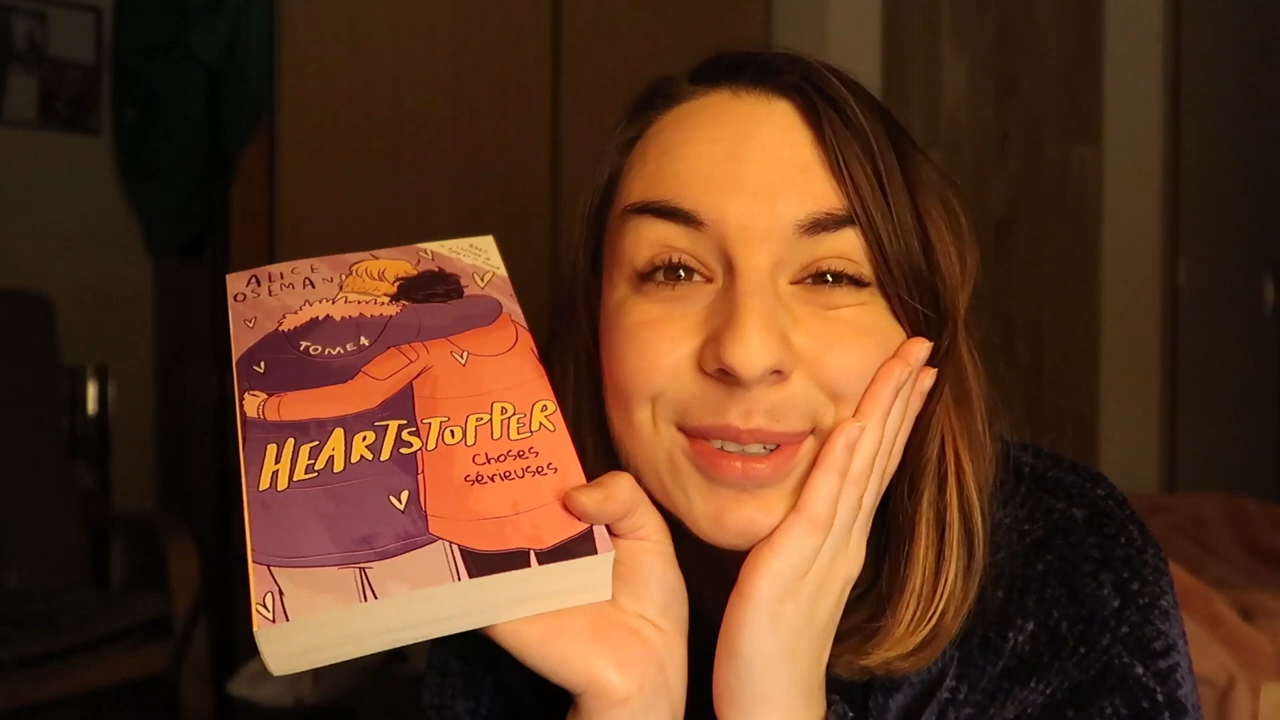 ALICE
OSEMAN
TOME 4
HEARTSTOPPER
Choses
sérieuses